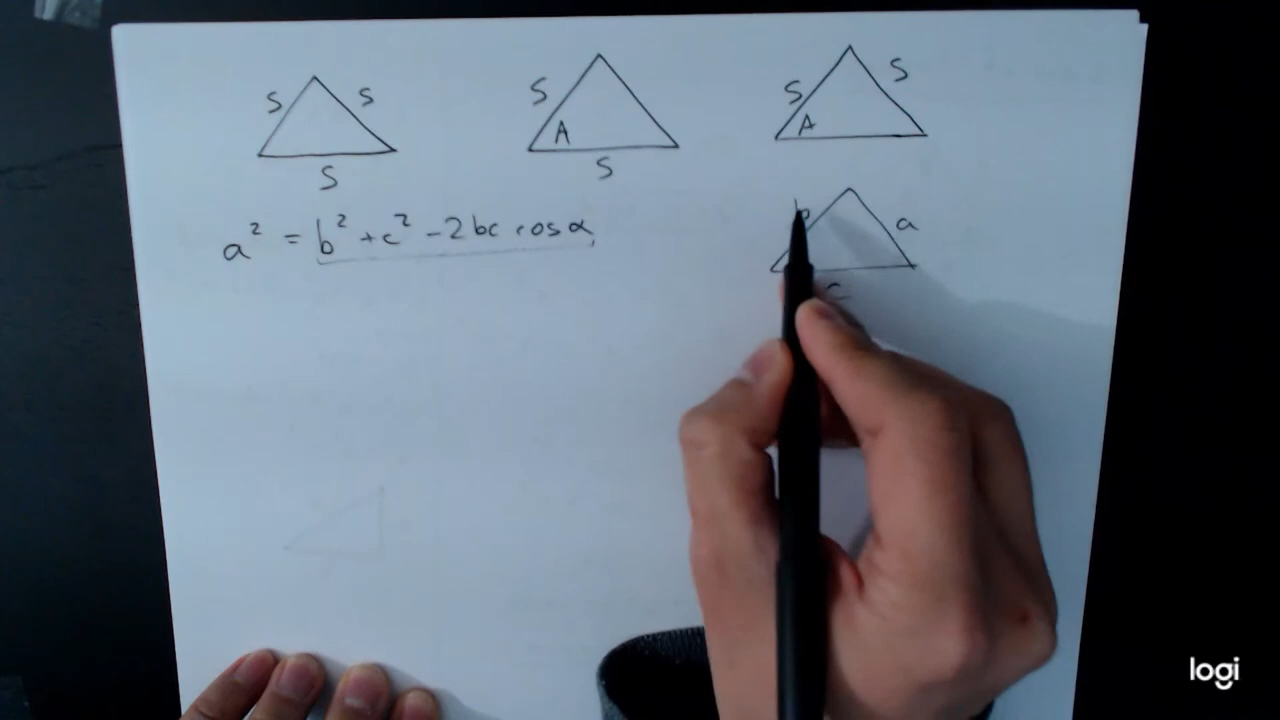 S S
S
S
A
S
S S
A
a² = b² + c² - 2bc cos α
b a
c
logi